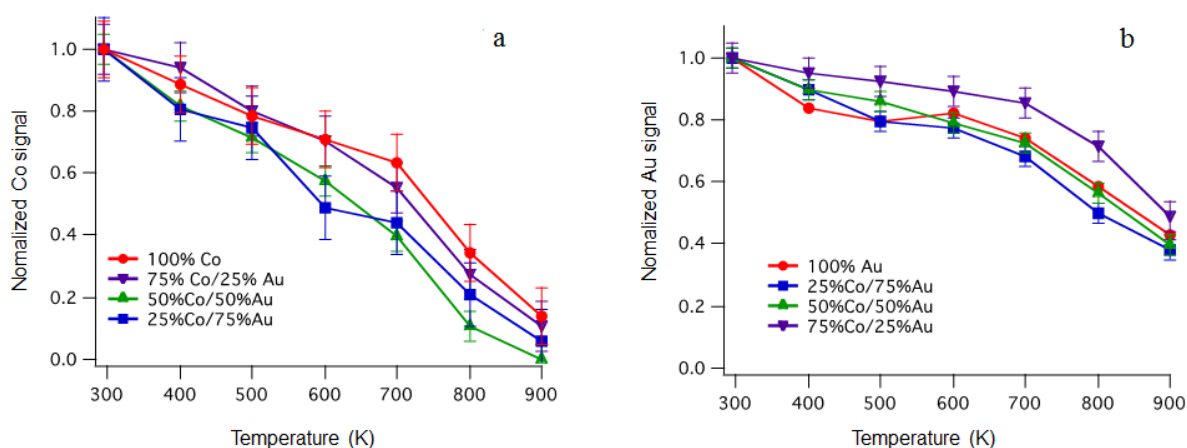 a
Normalized Co signal
1.0
0.8
0.6
0.4
0.2
0.0
100% Co
75% Co/25% Au
50%Co/50%Au
25%Co/75%Au
300 400 500 600 700 800 900
Temperature (K)
b
Normalized Au signal
1.0
0.8
0.6
0.4
0.2
0.0
100% Au
25%Co/75%Au
50%Co/50%Au
75%Co/25%Au
300 400 500 600 700 800 900
Temperature (K)